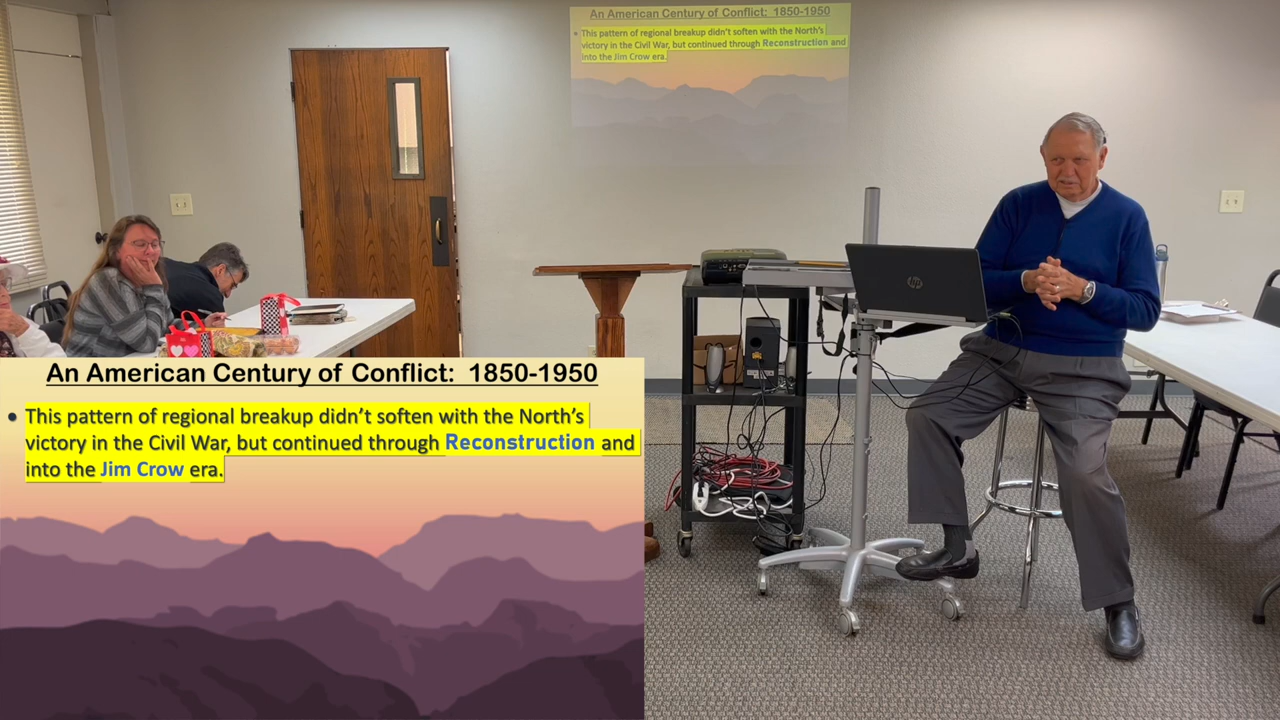 An American Century of Conflict: 1850-1950
This pattern of regional breakup didn't soften with the North's
victory in the Civil War, but continued through Reconstruction and
into the Jim Crow era.
hp
An American Century of Conflict: 1850-1950
• This pattern of regional breakup didn't soften with the North's
victory in the Civil War, but continued through Reconstruction and
into the Jim Crow era.